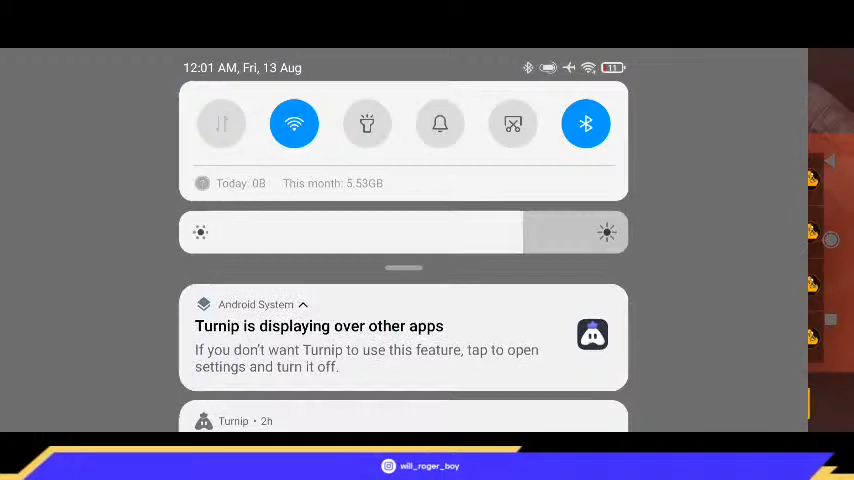 12:01 AM, Fri, 13 Aug
11
Today: 0B This month: 5.53GB
Android System
Turnip is displaying over other apps
If you don't want Turnip to use this feature, tap to open
settings and turn it off.
Turnip • 2h
will_roger_boy